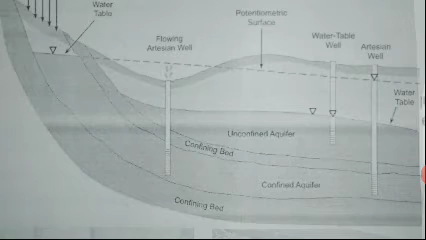 Water
Table
Flowing
Artesian Well
Potentiometric
Surface
Water-Table
Well
Artesian
Well
Water
Table
Unconfined Aquifer
Confining Bed
Confined Aquifer
Confining Bed